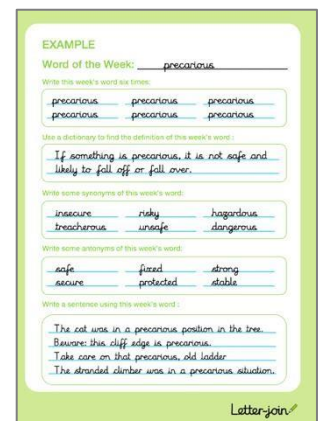 EXAMPLE
Word of the Week: precarious
Write this week's word six times:
precarious precarious precarious
precarious precarious precarious
Use a dictionary to find the definition of this week's word :
If something is precarious, it is not safe and
likely to fall off or fall over.
Write some synonyms of this week's word:
insecure risky hazardous
treacherous unsafe dangerous
Write some antonyms of this week's word:
safe fixed strong
secure protected stable
Write a sentence using this week's word :
The cat was in a precarious position in the tree.
Beware: this cliff edge is precarious.
Take care on that precarious, old ladder
The stranded climber was in a precarious situation.
Letter-join